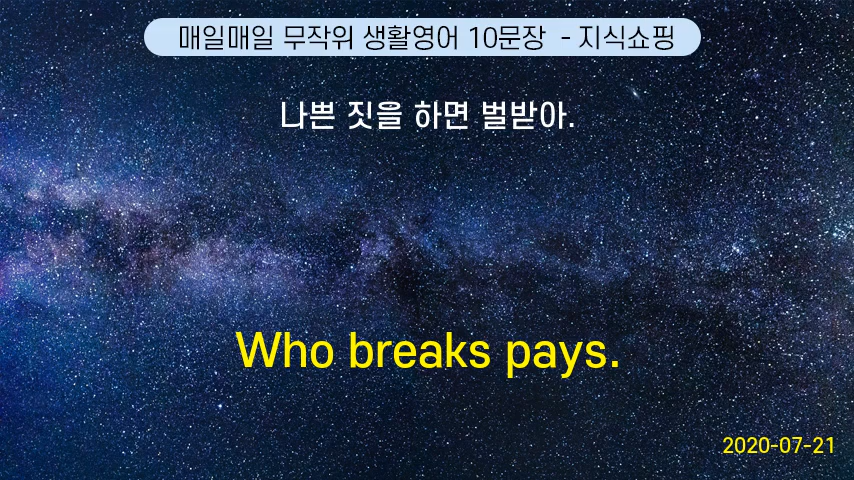 매일매일 무작위 생활영어 10문장 - 지식쇼핑
나쁜 짓을 하면 벌받아.
Who breaks pays.
2020-07-21